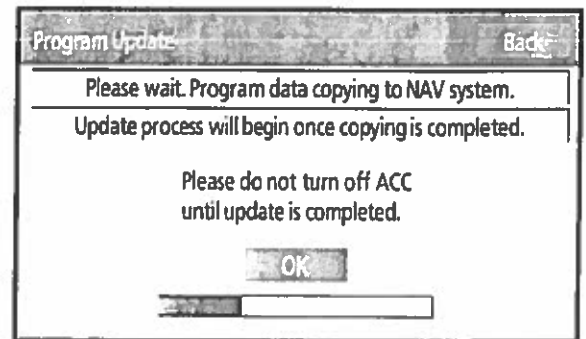 Program Update
Back
Please wait. Program data copying to NAV system.
Update process will begin once copying is completed.
Please do not turn off ACC
until update is completed.
OK